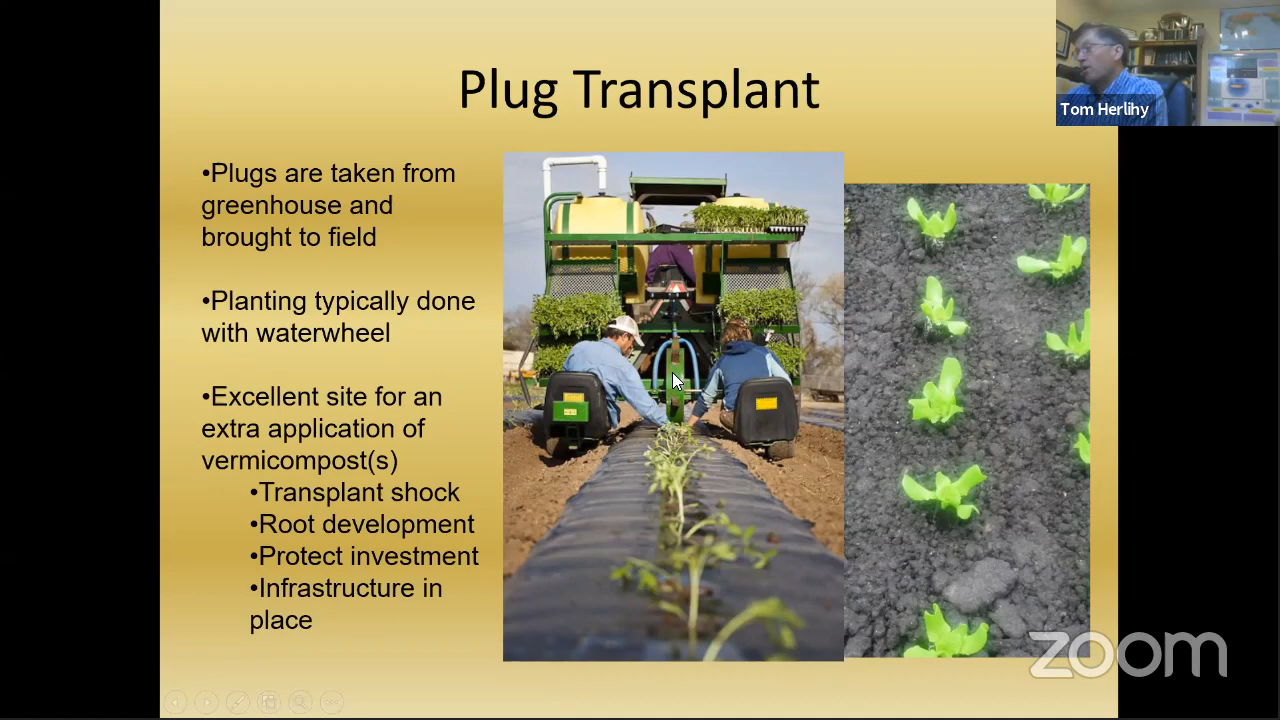 Plug Transplant
Tom Herlihy
•Plugs are taken from
greenhouse and
brought to field
•Planting typically done
with waterwheel
•Excellent site for an
extra application of
vermicompost(s)
•Transplant shock
•Root development
•Protect investment
•Infrastructure in
place
zoom